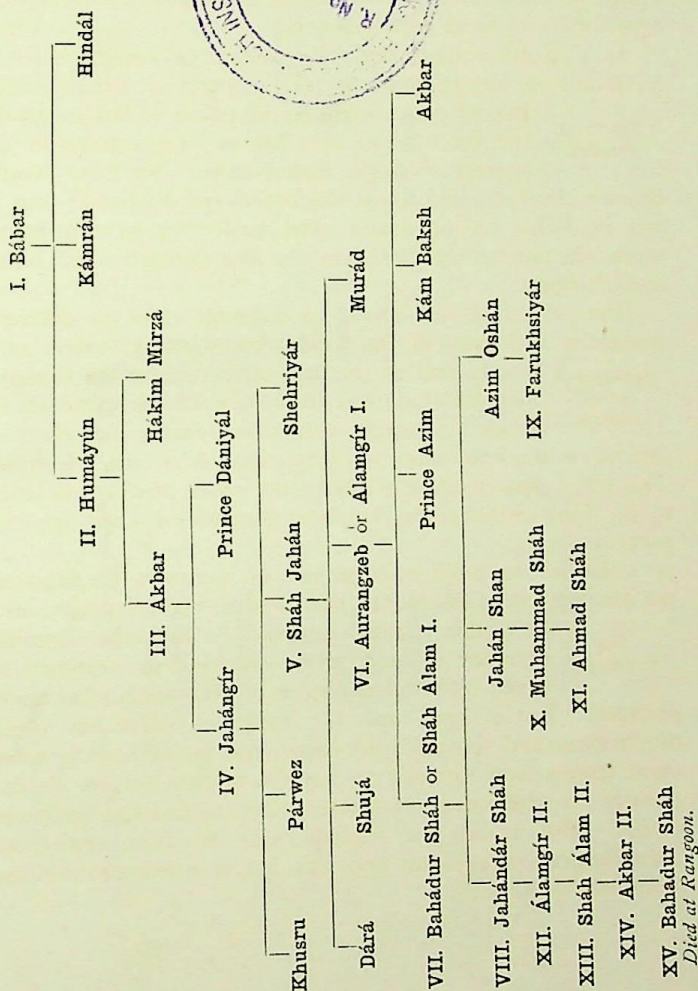 I. Bábar
II. Humáyún Kámrán Hindál
III. Akbar Hákim Mirzá
IV. Jahángír Prince Dániyál
Khusru Párwez V. Sháh Jahán Shehriyár
Dárá Shujá VI. Aurangzeb or Álamgír I. Murád
VII. Bahádur Sháh or Sháh Álam I. Prince Azim Kám Baksh Akbar
VIII. Jahándár Sháh Jahán Shan Azim Oshán
XII. Álamgír II. X. Muhammad Sháh IX. Farukhsiyár
XIII. Sháh Álam II. XI. Ahmad Sháh
XIV. Akbar II.
XV. Bahadur Sháh
Died at Rangoon.
H INS
R. No